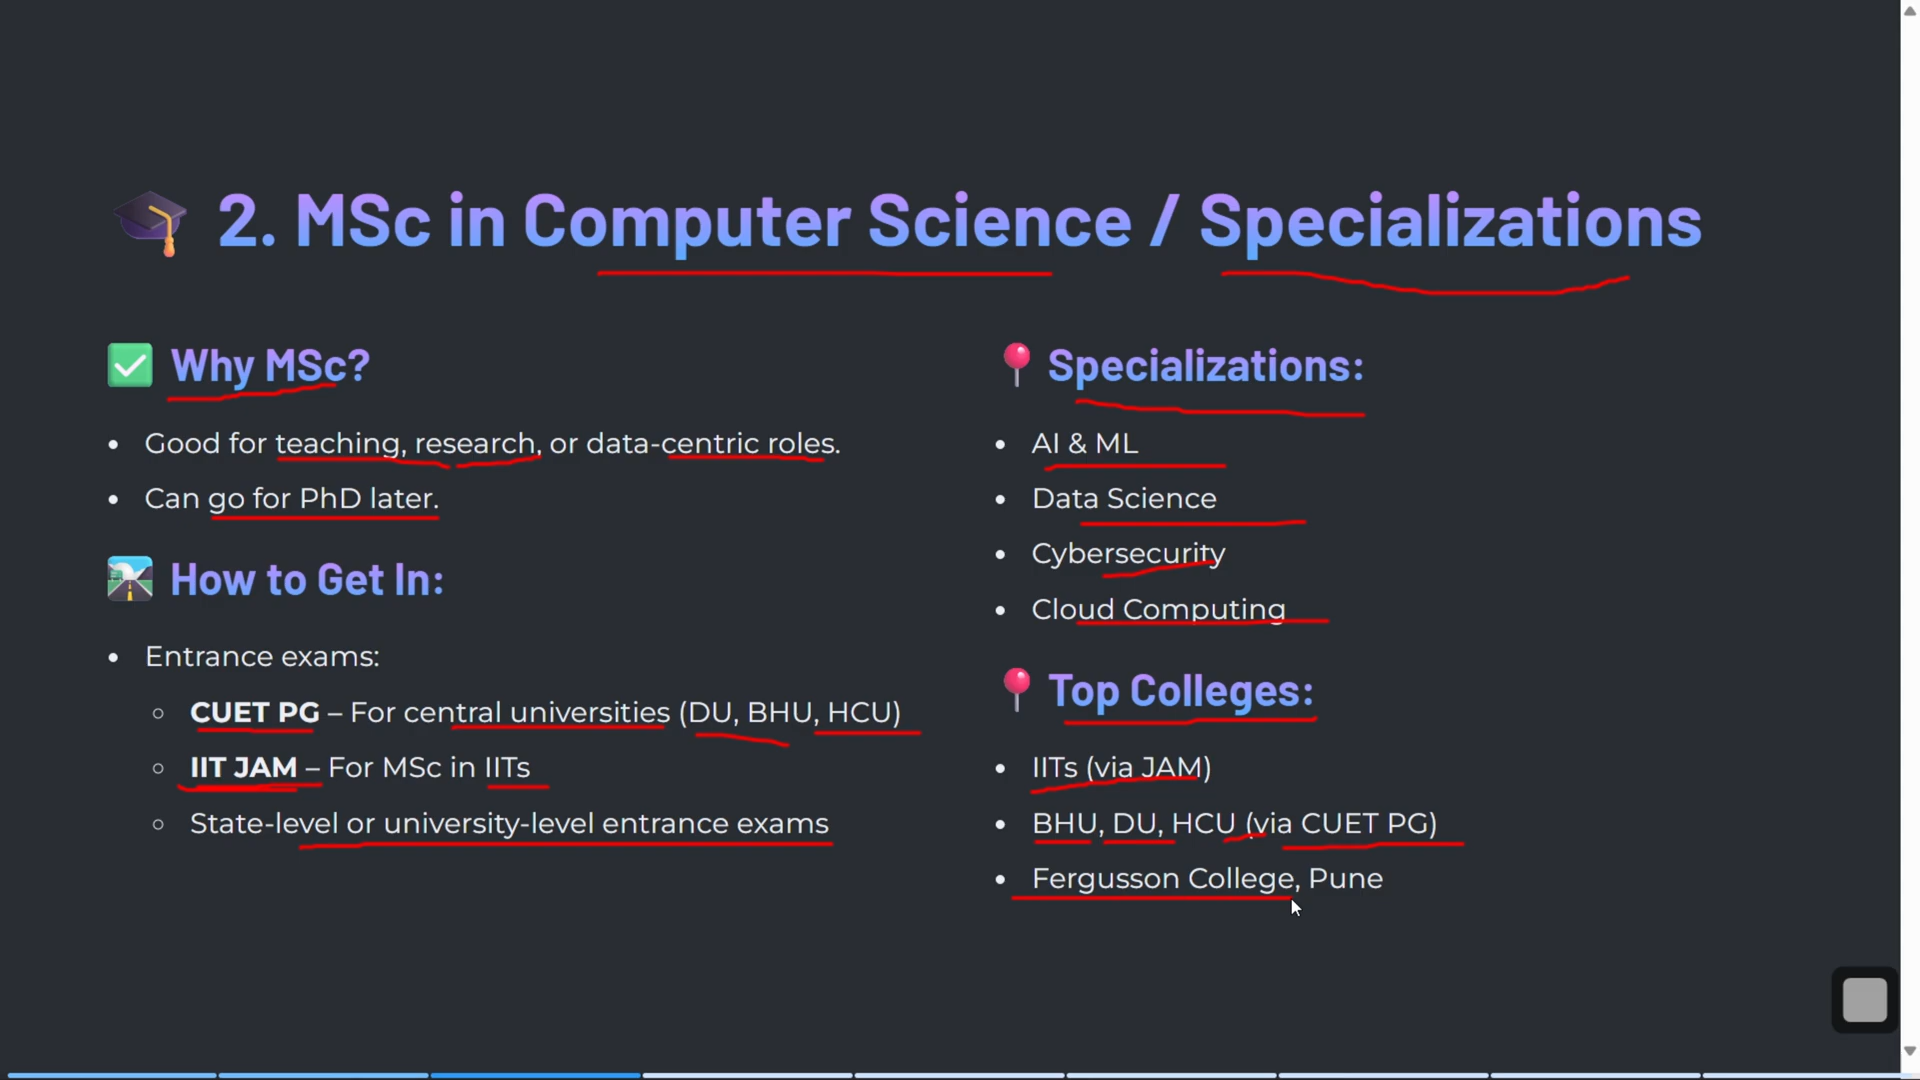 2. MSc in Computer Science / Specializations
Why MSc?
Good for teaching, research, or data-centric roles.
Can go for PhD later.
How to Get In:
Entrance exams:
CUET PG – For central universities (DU, BHU, HCU)
IIT JAM – For MSc in IITs
State-level or university-level entrance exams
Specializations:
AI & ML
Data Science
Cybersecurity
Cloud Computing
Top Colleges:
IITs (via JAM)
BHU, DU, HCU (via CUET PG)
Fergusson College, Pune